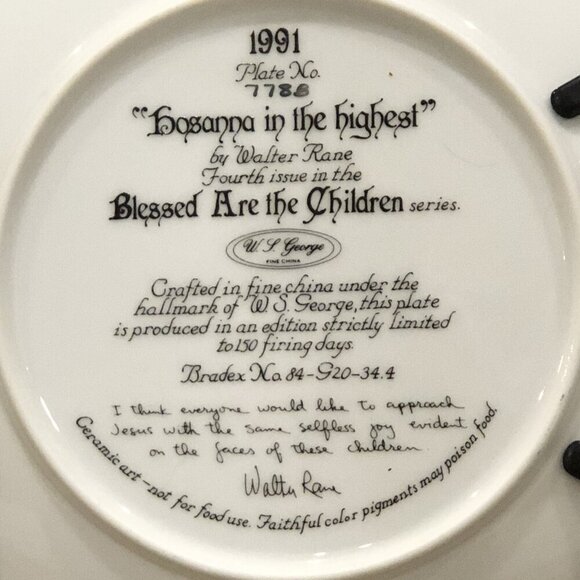 1991
Plate No.
7788
"Hosanna in the highest"
by Walter Rane
Fourth issue in the
Blessed Are the Children series.
W. S. George
FINE CHINA
Crafted in fine china under the
hallmark of W.S. George, this plate
is produced in an edition strictly limited
to 150 firing days.
Bradex No. 84-G20-34.4
I think everyone would like to approach
Jesus with the same selfless joy evident
on the faces of these children
Walter Rane
Ceramic art-not for food use. Faithful color pigments may poison food.